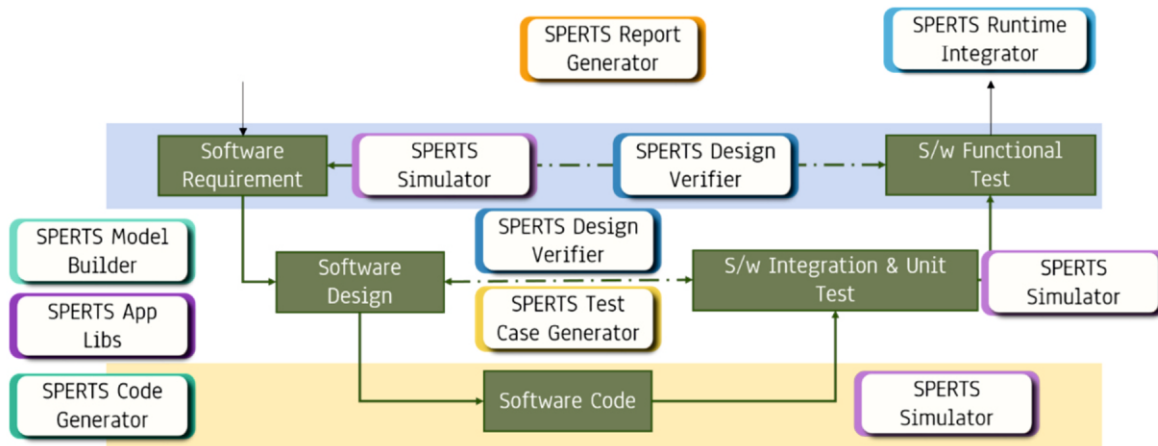 SPERTS Report
Generator
SPERTS Runtime
Integrator
Software
Requirement
SPERTS
Simulator
SPERTS Design
Verifier
S/w Functional
Test
SPERTS Model
Builder
Software
Design
SPERTS Design
Verifier
S/w Integration & Unit
Test
SPERTS
Simulator
SPERTS App
Libs
SPERTS Test
Case Generator
SPERTS Code
Generator
Software Code
SPERTS
Simulator